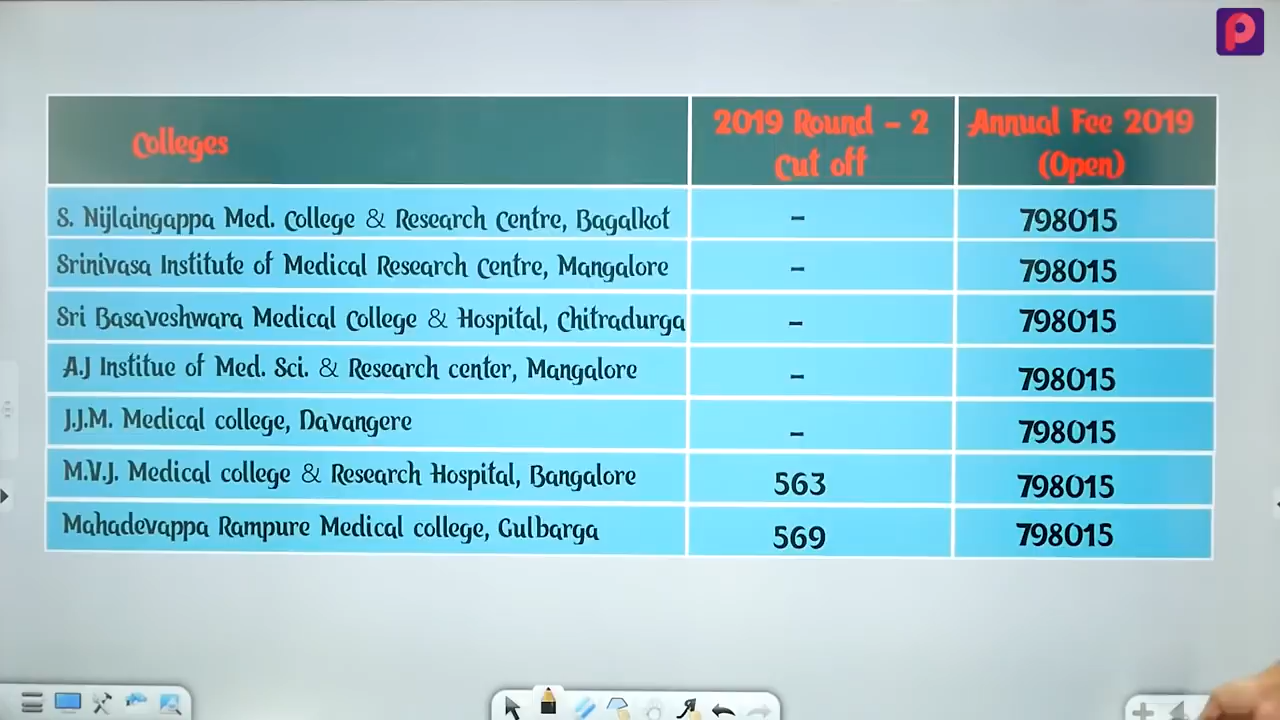 Colleges
2019 Round - 2
Cut off
Annual Fee 2019
(Open)
S. Nijlaingappa Med. College & Research Centre, Bagalkot
-
798015
Srinivasa Institute of Medical Research Centre, Mangalore
-
798015
Sri Basaveshwara Medical College & Hospital, Chitradurga
-
798015
A.J Institue of Med. Sci. & Research center, Mangalore
-
798015
J.J.M. Medical college, Davangere
-
798015
M.V.J. Medical college & Research Hospital, Bangalore
563
798015
Mahadevappa Rampure Medical college, Gulbarga
569
798015